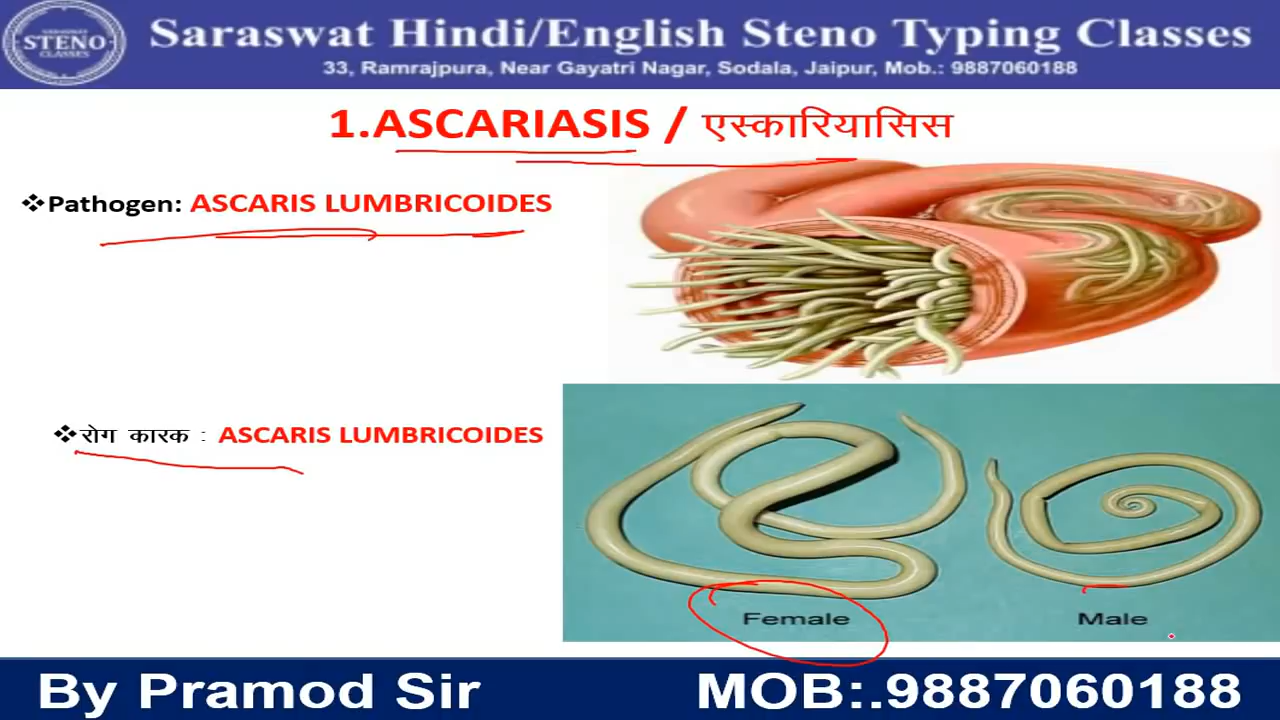 STENO
CLASSES
Saraswat Hindi/English Steno Typing Classes
33, Ramrajpura, Near Gayatri Nagar, Sodala, Jaipur, Mob.: 9887060188
1.ASCARIASIS / एस्कारियासिस
❖Pathogen: ASCARIS LUMBRICOIDES
❖रोग कारक : ASCARIS LUMBRICOIDES
Female
Male
By Pramod Sir
MOB:.9887060188